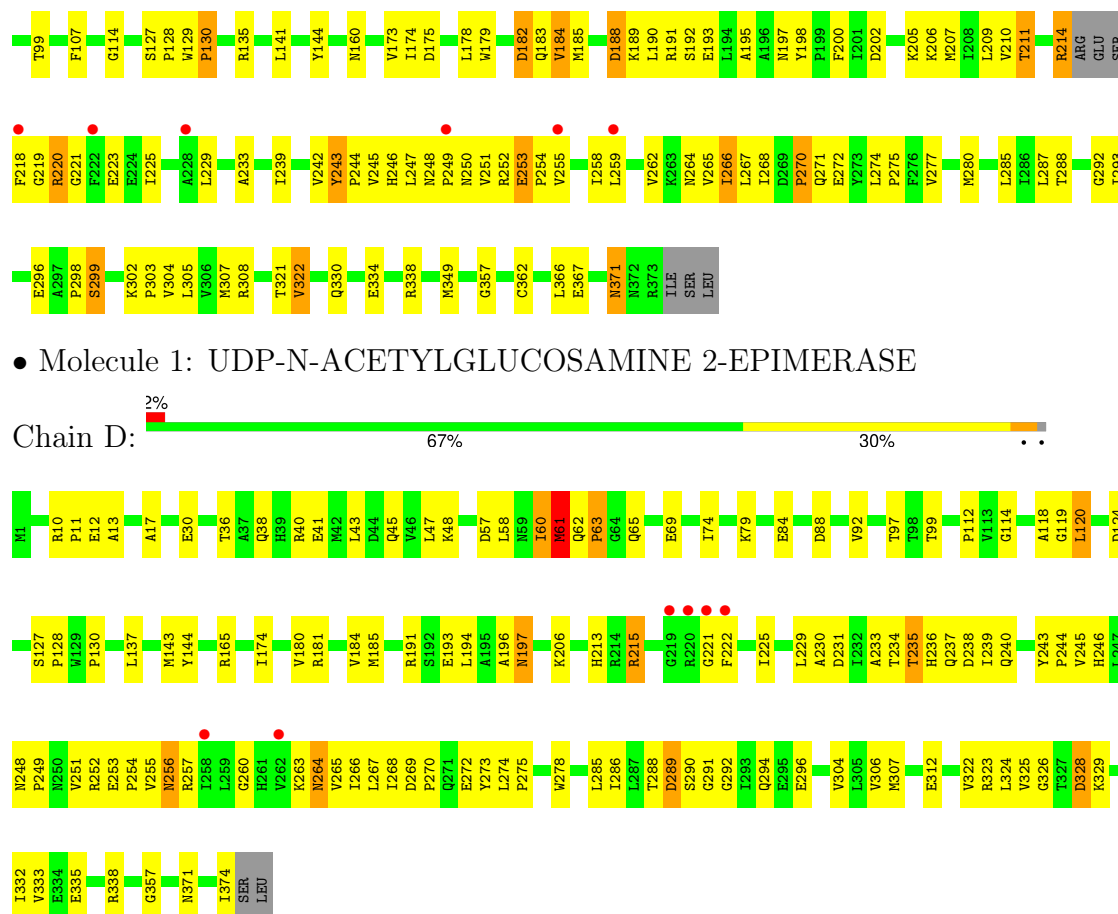 T99 F107 G114 S127 P128 W129 P130 R135 L141 Y144 N160 V173 I174 D175 L178 W179 D182 Q183 V184 M185 D188 K189 L190 R191 S192 E193 L194 A195 A196 N197 Y198 P199 F200 I201 D202 K205 K206 M207 I208 L209 V210 T211 R214 ARG GLU SER
F218 G219 R220 G221 F222 E223 E224 I225 A228 L229 A233 I239 V242 Y243 P244 V245 H246 L247 N248 P249 N250 V251 R252 E253 P254 V255 I258 L259 V262 K263 N264 V265 I266 L267 I268 D269 P270 Q271 E272 Y273 L274 P275 F276 V277 M280 L285 I286 L287 T288 G292 I293
E296 A297 P298 S299 K302 P303 V304 L305 V306 M307 R308 T321 V322 Q330 E334 R338 M349 G357 C362 L366 E367 N371 N372 R373 ILE SER LEU
• Molecule 1: UDP-N-ACETYLGLUCOSAMINE 2-EPIMERASE
2%
Chain D: 67% 30% • •
M1 R10 P11 E12 A13 A17 E30 T36 A37 Q38 H39 R40 E41 M42 L43 D44 Q45 V46 L47 K48 D57 L58 N59 I60 M61 Q62 P63 G64 Q65 E69 I74 K79 E84 D88 V92 T97 T98 T99 P112 V113 G114 A118 G119 L120 D124
S127 P128 W129 P130 L137 M143 Y144 R165 I174 V180 R181 V184 M185 R191 S192 E193 L194 A195 A196 N197 K206 H213 R214 R215 G219 R220 G221 F222 I225 L229 A230 D231 I232 A233 T234 T235 H236 Q237 D238 I239 Q240 Y243 P244 V245 H246 L247
N248 P249 N250 V251 R252 E253 P254 V255 N256 R257 I258 L259 G260 H261 V262 K263 N264 V265 I266 L267 I268 D269 P270 Q271 E272 Y273 L274 P275 W278 L285 I286 L287 T288 D289 S290 G291 G292 I293 Q294 E295 E296 V304 L305 V306 M307 E312 V322 R323 L324 V325 G326 T327 D328 K329
I332 V333 E334 E335 R338 G357 N371 I374 SER LEU